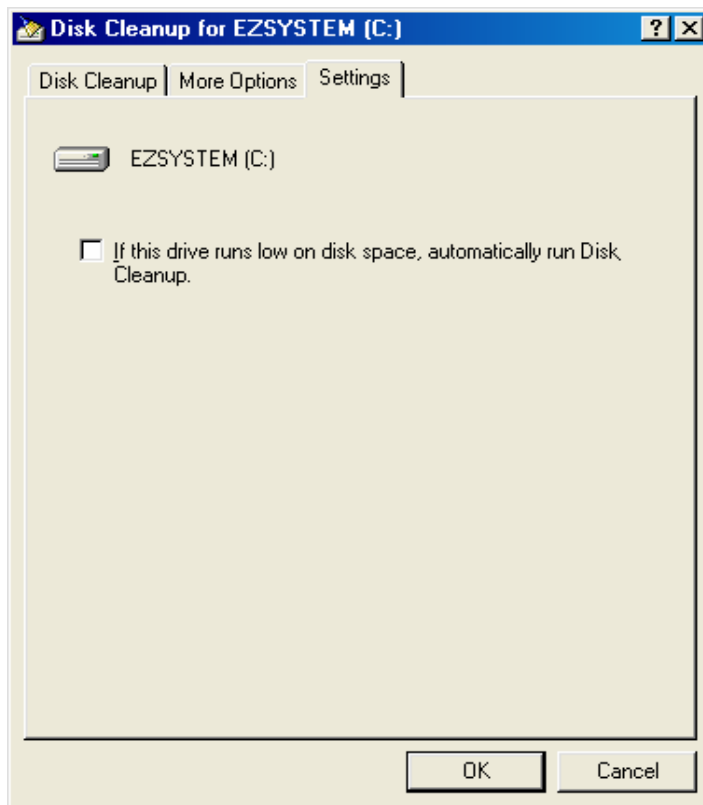 Disk Cleanup for EZSYSTEM (C:)
Disk Cleanup More Options Settings
EZSYSTEM (C:)
If this drive runs low on disk space, automatically run Disk
Cleanup.
OK Cancel